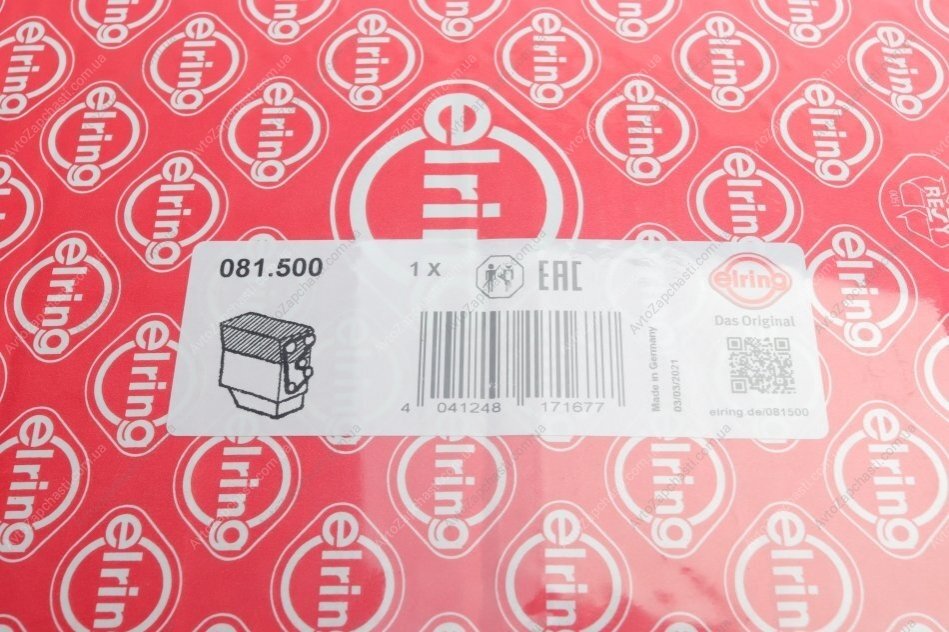 elring
081.500
1 X
EAC
elring
Das Original
Made in Germany
03/03/2021
4 041248 171677
elring.de/081500
AvtoZapchasti.com.ua